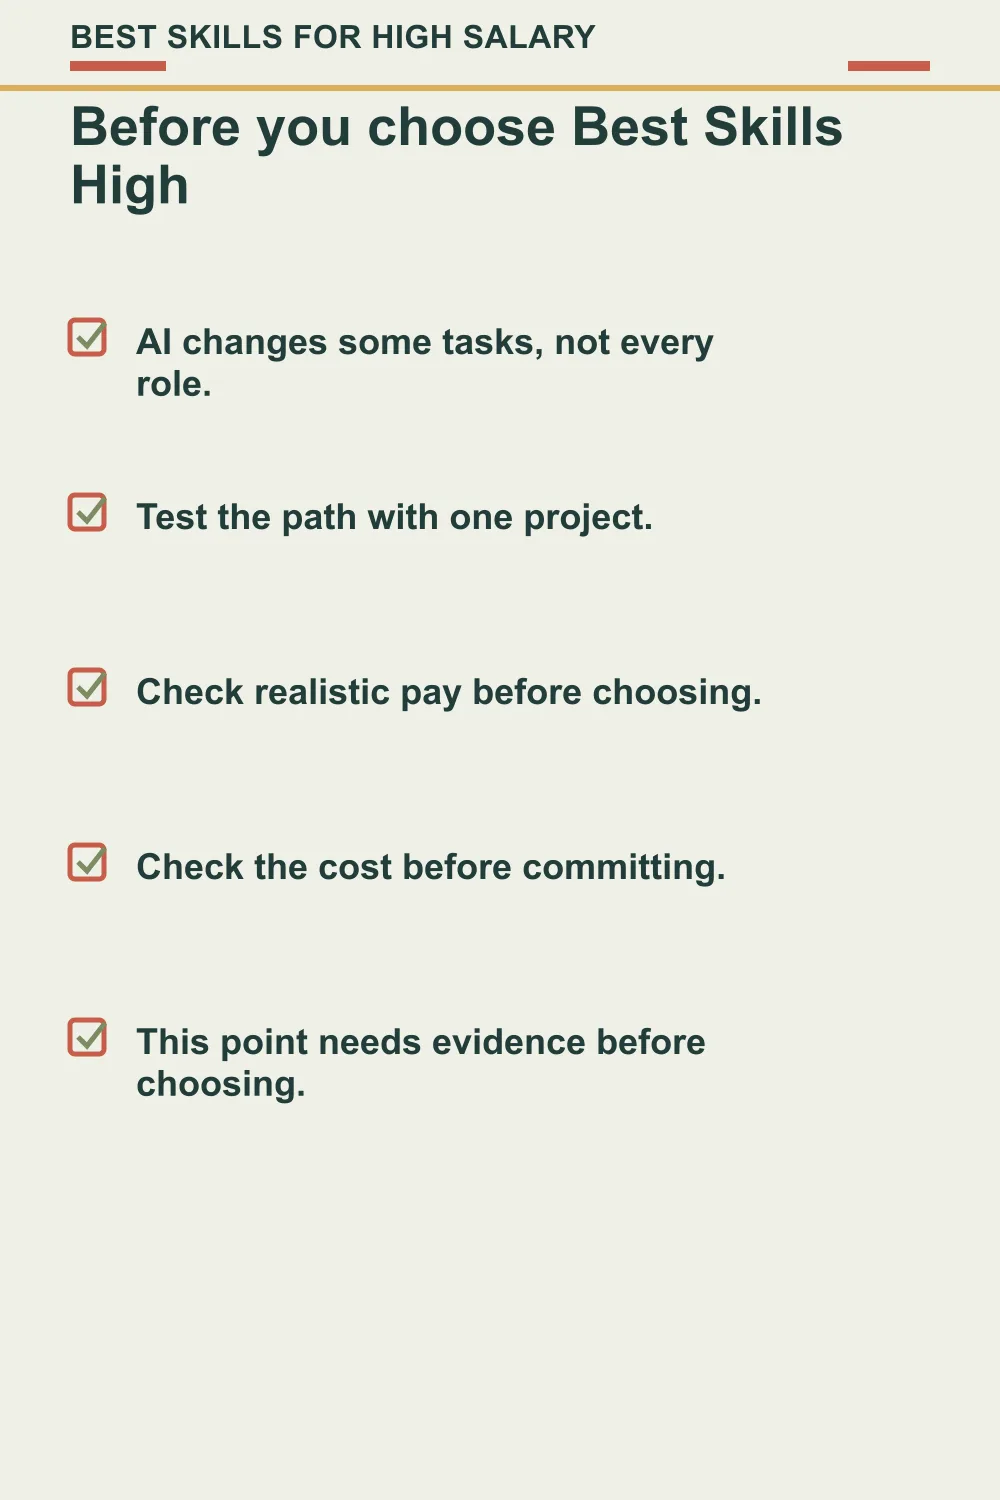 BEST SKILLS FOR HIGH SALARY
Before you choose Best Skills
High
AI changes some tasks, not every
role.
Test the path with one project.
Check realistic pay before choosing.
Check the cost before committing.
This point needs evidence before
choosing.